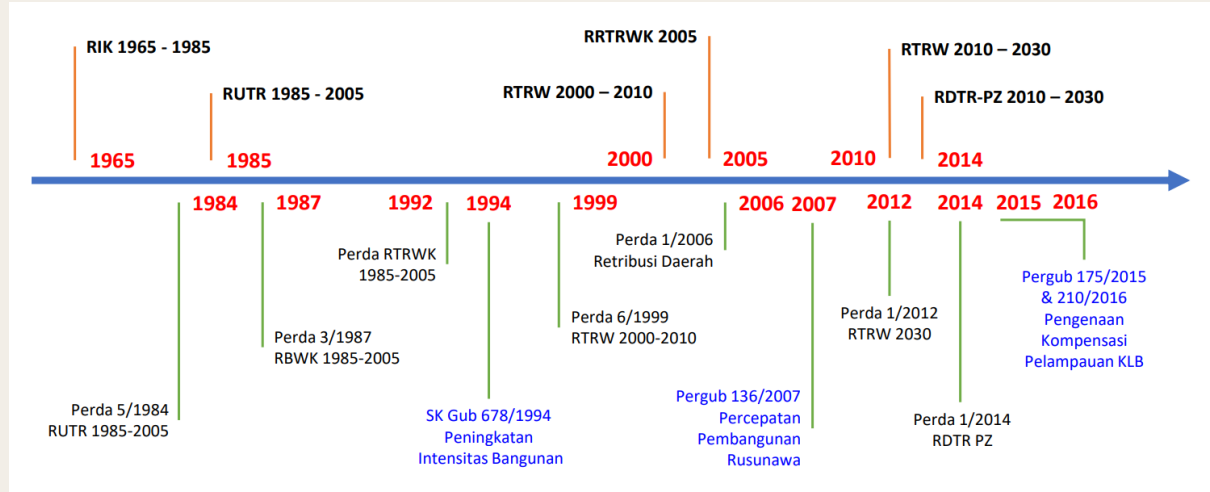 RIK 1965 - 1985
RUTR 1985 - 2005
RRTRWK 2005
RTRW 2000 – 2010
RTRW 2010 – 2030
RDTR-PZ 2010 – 2030
1965
1985
2000
2005
2010
2014
1984
1987
1992
1994
1999
2006
2007
2012
2014
2015
2016
Perda 5/1984
RUTR 1985-2005
Perda 3/1987
RBWK 1985-2005
Perda RTRWK
1985-2005
SK Gub 678/1994
Peningkatan
Intensitas Bangunan
Perda 6/1999
RTRW 2000-2010
Perda 1/2006
Retribusi Daerah
Pergub 136/2007
Percepatan
Pembangunan
Rusunawa
Perda 1/2012
RTRW 2030
Perda 1/2014
RDTR PZ
Pergub 175/2015
& 210/2016
Pengenaan
Kompensasi
Pelampauan KLB